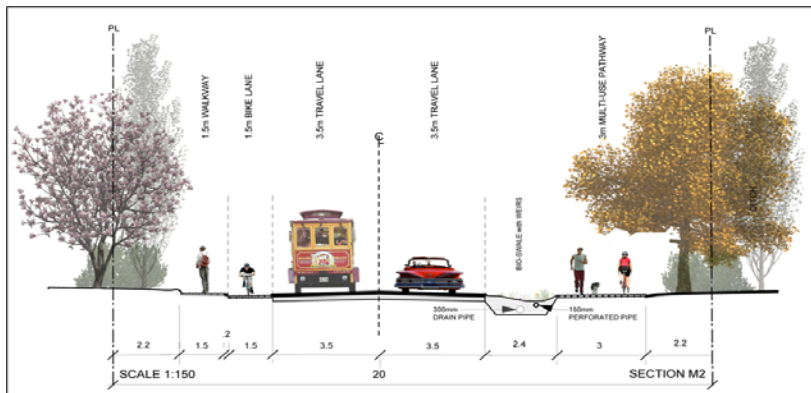 PL
PL
1.5m WALKWAY
1.5m BIKE LANE
3.5m TRAVEL LANE
3.5m TRAVEL LANE
3m MULTI-USE PATHWAY
BIO-SWALE with WEIRS
300mm
DRAIN PIPE
150mm
PERFORATED PIPE
.2
2.2
1.5
1.5
3.5
3.5
2.4
3
2.2
SCALE 1:150
20
SECTION M2